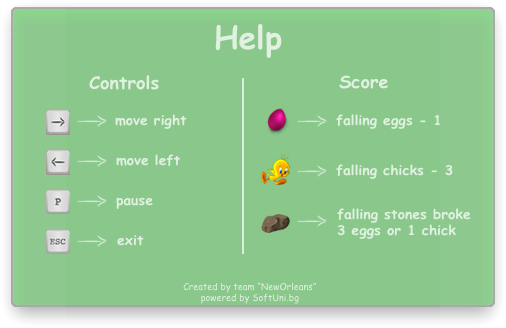 Help
Controls
→ move right
← move left
P pause
ESC exit
Score
falling eggs - 1
falling chicks - 3
falling stones broke
3 eggs or 1 chick
Created by team "NewOrleans"
powered by SoftUni.bg